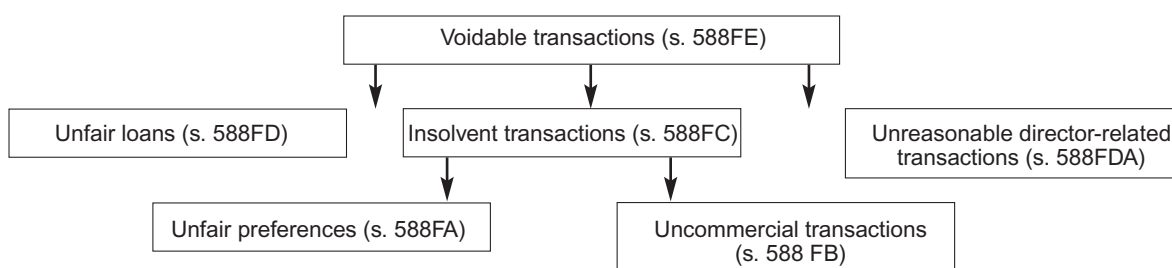 Voidable transactions (s. 588FE)
Unfair loans (s. 588FD)
Insolvent transactions (s. 588FC)
Unreasonable director-related
transactions (s. 588FDA)
Unfair preferences (s. 588FA)
Uncommercial transactions
(s. 588 FB)